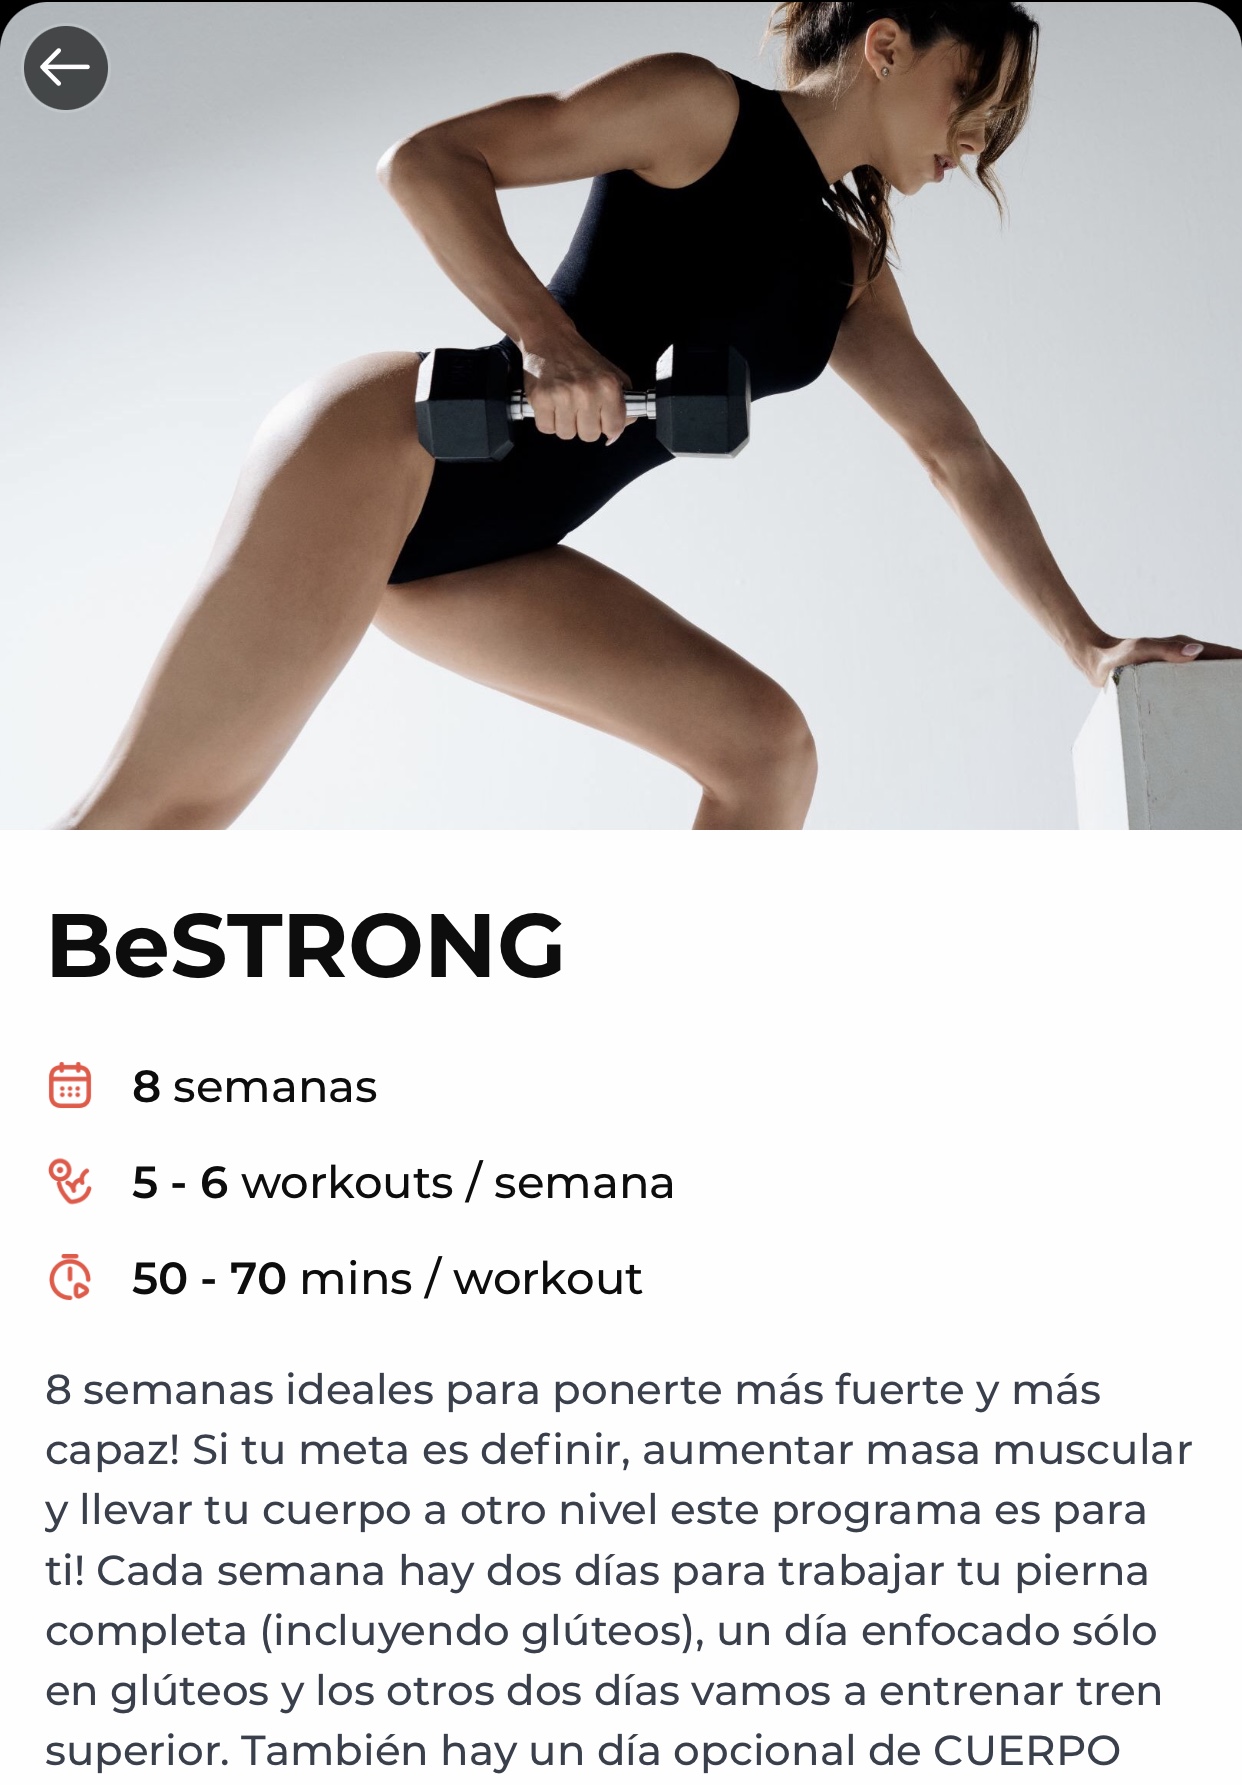 BeSTRONG
8 semanas
5 - 6 workouts / semana
50 - 70 mins / workout
8 semanas ideales para ponerte más fuerte y más
capaz! Si tu meta es definir, aumentar masa muscular
y llevar tu cuerpo a otro nivel este programa es para
ti! Cada semana hay dos días para trabajar tu pierna
completa (incluyendo glúteos), un día enfocado sólo
en glúteos y los otros dos días vamos a entrenar tren
superior. También hay un día opcional de CUERPO